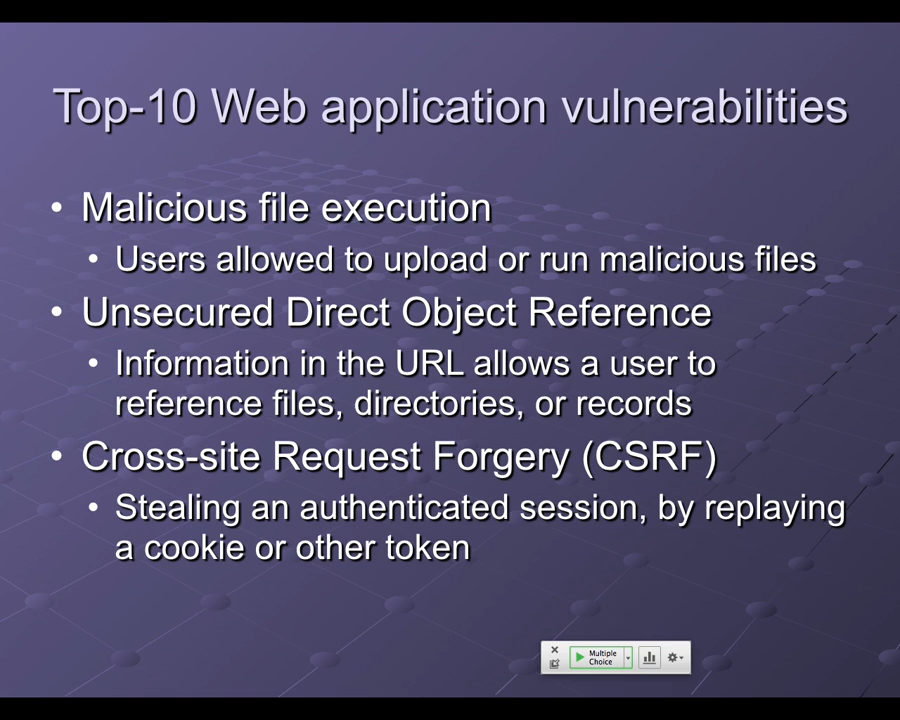 Top-10 Web application vulnerabilities
• Malicious file execution
• Users allowed to upload or run malicious files
• Unsecured Direct Object Reference
• Information in the URL allows a user to
reference files, directories, or records
• Cross-site Request Forgery (CSRF)
• Stealing an authenticated session, by replaying
a cookie or other token
Multiple
Choice